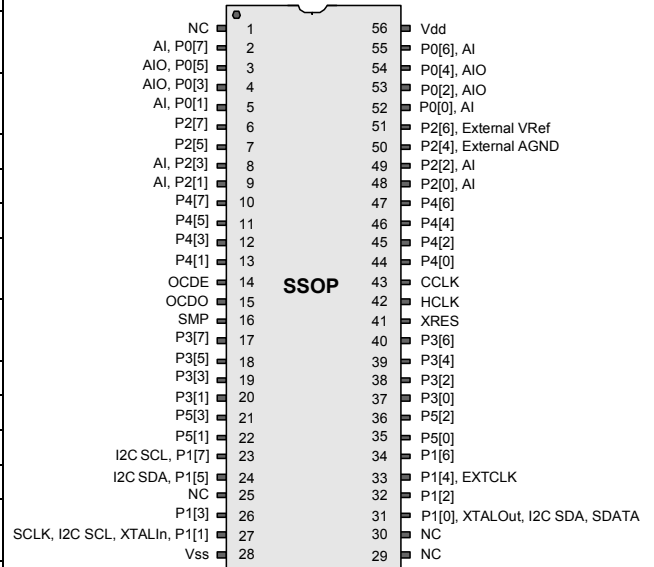 NC 1 56 Vdd
AI, P0[7] 2 55 P0[6], AI
AIO, P0[5] 3 54 P0[4], AIO
AIO, P0[3] 4 53 P0[2], AIO
AI, P0[1] 5 52 P0[0], AI
P2[7] 6 51 P2[6], External VRef
P2[5] 7 50 P2[4], External AGND
AI, P2[3] 8 49 P2[2], AI
AI, P2[1] 9 48 P2[0], AI
P4[7] 10 47 P4[6]
P4[5] 11 46 P4[4]
P4[3] 12 45 P4[2]
P4[1] 13 44 P4[0]
OCDE 14 SSOP 43 CCLK
OCDO 15 42 HCLK
SMP 16 41 XRES
P3[7] 17 40 P3[6]
P3[5] 18 39 P3[4]
P3[3] 19 38 P3[2]
P3[1] 20 37 P3[0]
P5[3] 21 36 P5[2]
P5[1] 22 35 P5[0]
I2C SCL, P1[7] 23 34 P1[6]
I2C SDA, P1[5] 24 33 P1[4], EXTCLK
NC 25 32 P1[2]
P1[3] 26 31 P1[0], XTALOut, I2C SDA, SDATA
SCLK, I2C SCL, XTALIn, P1[1] 27 30 NC
Vss 28 29 NC